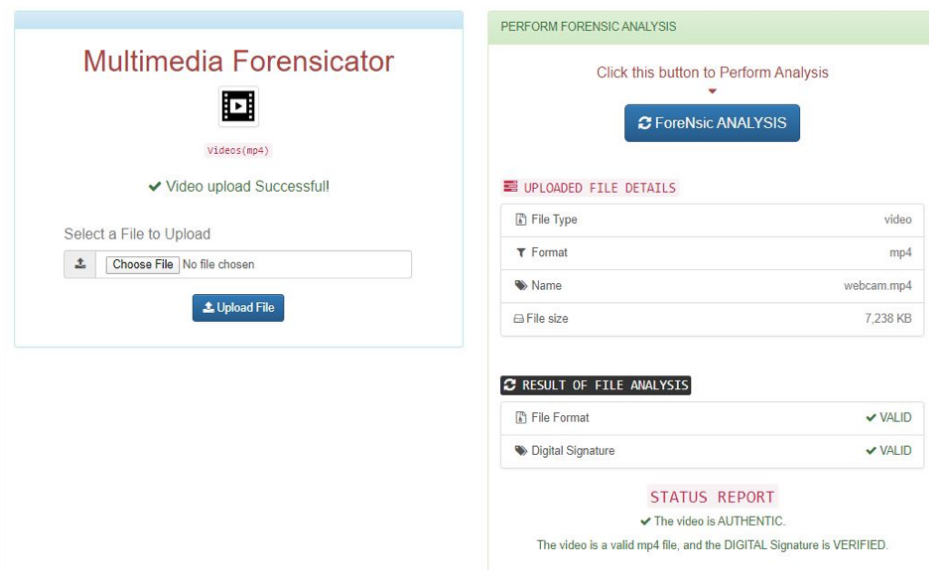 Multimedia Forensicator
Videos(mp4)
Video upload Successful!
Select a File to Upload
Choose File No file chosen
Upload File
PERFORM FORENSIC ANALYSIS
Click this button to Perform Analysis
ForeNsic ANALYSIS
UPLOADED FILE DETAILS
File Type video
Format mp4
Name webcam.mp4
File size 7,238 KB
RESULT OF FILE ANALYSIS
File Format VALID
Digital Signature VALID
STATUS REPORT
The video is AUTHENTIC.
The video is a valid mp4 file, and the DIGITAL Signature is VERIFIED.